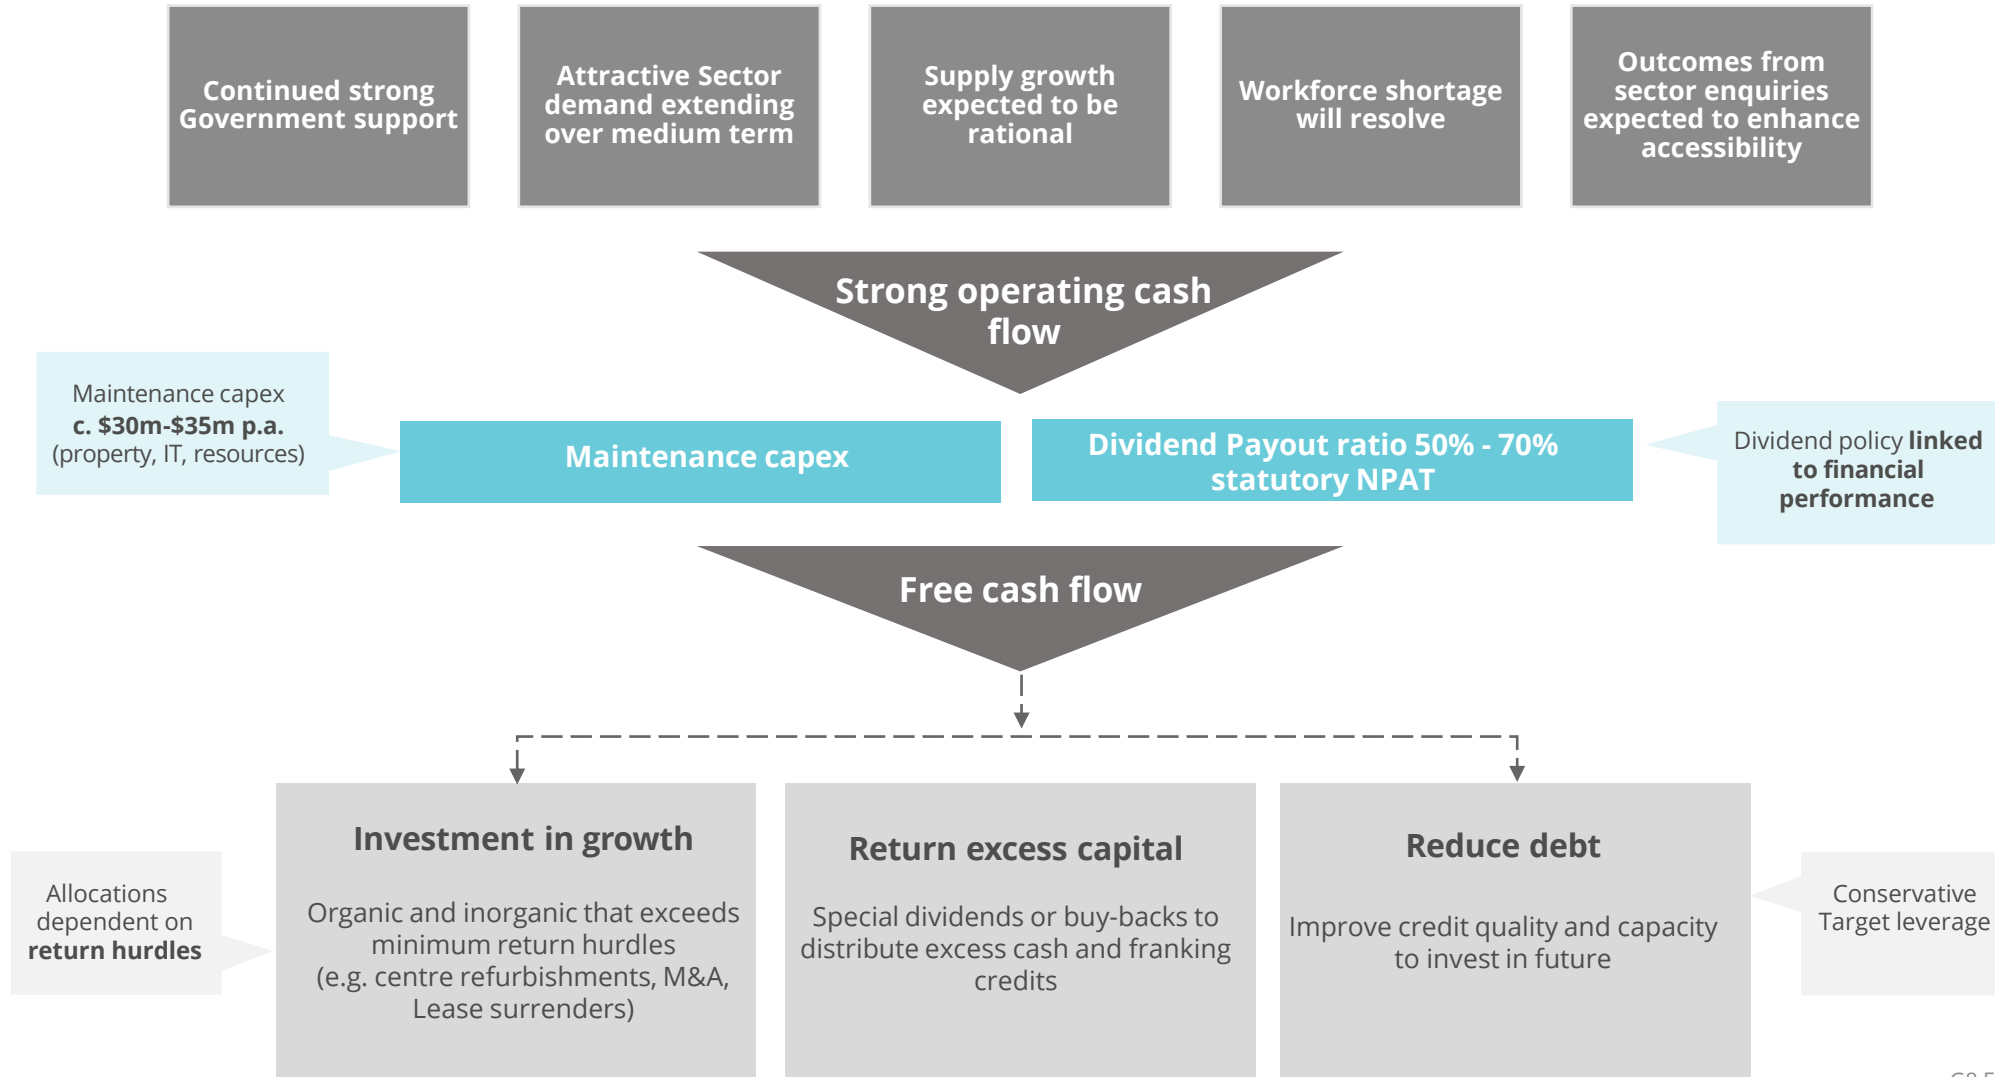 Continued strong
Government support
Attractive Sector
demand extending
over medium term
Supply growth
expected to be
rational
Workforce shortage
will resolve
Outcomes from
sector enquiries
expected to enhance
accessibility
Strong operating cash
flow
Maintenance capex
c. $30m-$35m p.a.
(property, IT, resources)
Maintenance capex
Dividend Payout ratio 50% - 70%
statutory NPAT
Dividend policy linked
to financial
performance
Free cash flow
Allocations
dependent on
return hurdles
Investment in growth
Organic and inorganic that exceeds
minimum return hurdles
(e.g. centre refurbishments, M&A,
Lease surrenders)
Return excess capital
Special dividends or buy-backs to
distribute excess cash and franking
credits
Reduce debt
Improve credit quality and capacity
to invest in future
Conservative
Target leverage